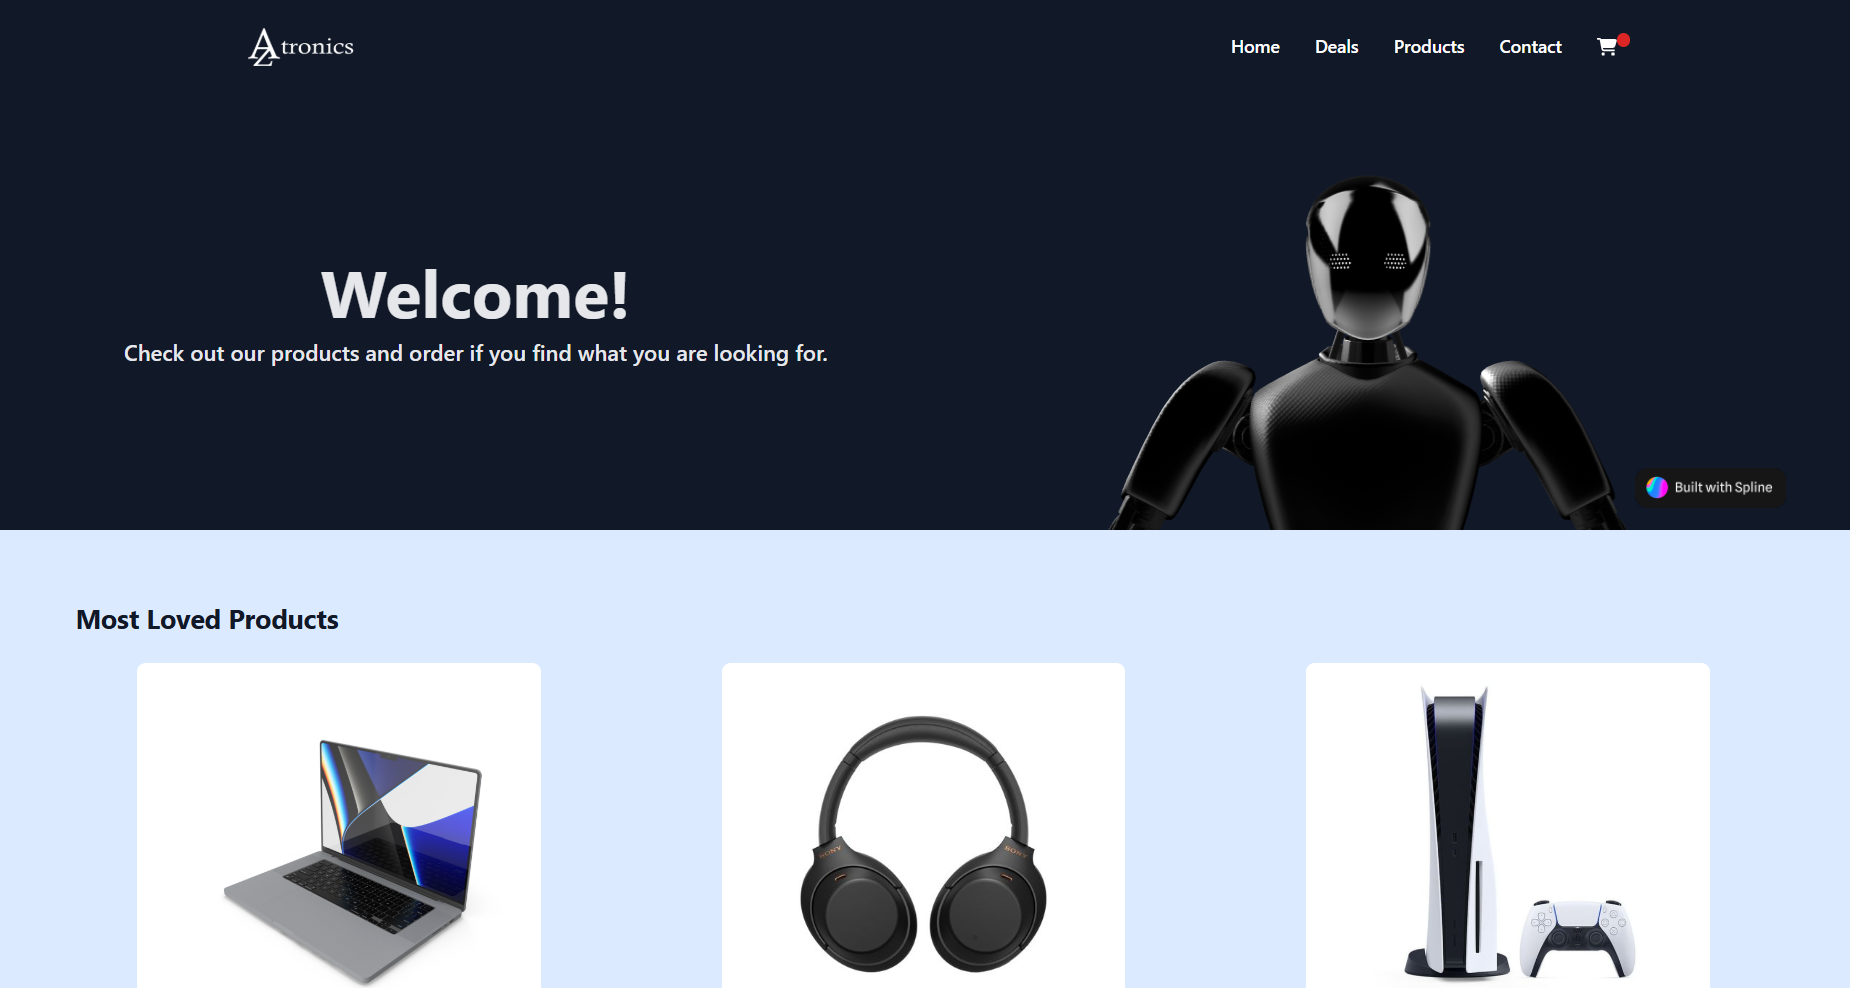 AZtronics
Home Deals Products Contact
Welcome!
Check out our products and order if you find what you are looking for.
Built with Spline
Most Loved Products
SONY SONY